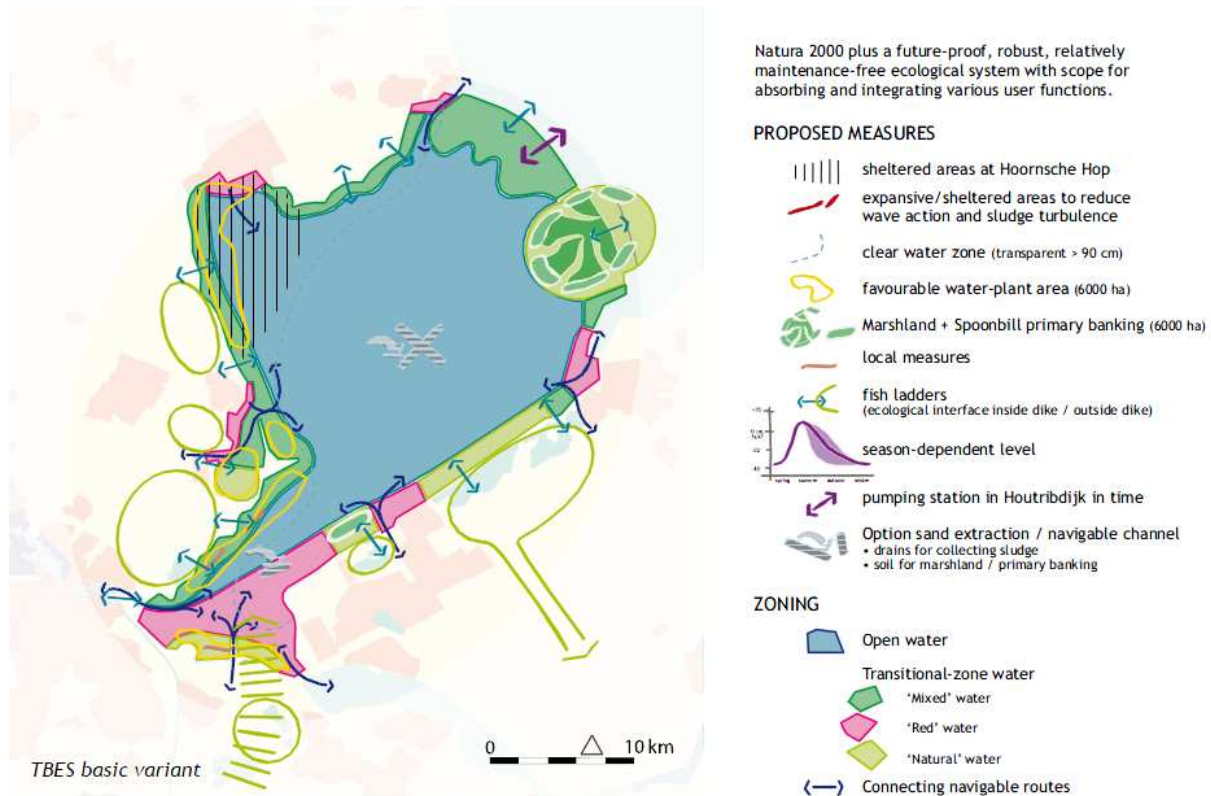 Natura 2000 plus a future-proof, robust, relatively
maintenance-free ecological system with scope for
absorbing and integrating various user functions.
PROPOSED MEASURES
sheltered areas at Hoornsche Hop
expansive/sheltered areas to reduce
wave action and sludge turbulence
clear water zone (transparent > 90 cm)
favourable water-plant area (6000 ha)
Marshland + Spoonbill primary banking (6000 ha)
local measures
fish ladders
(ecological interface inside dike / outside dike)
season-dependent level
pumping station in Houtribdijk in time
Option sand extraction / navigable channel
• drains for collecting sludge
• soil for marshland / primary banking
ZONING
Open water
Transitional-zone water
'Mixed' water
'Red' water
'Natural' water
Connecting navigable routes
0 10 km
TBES basic variant